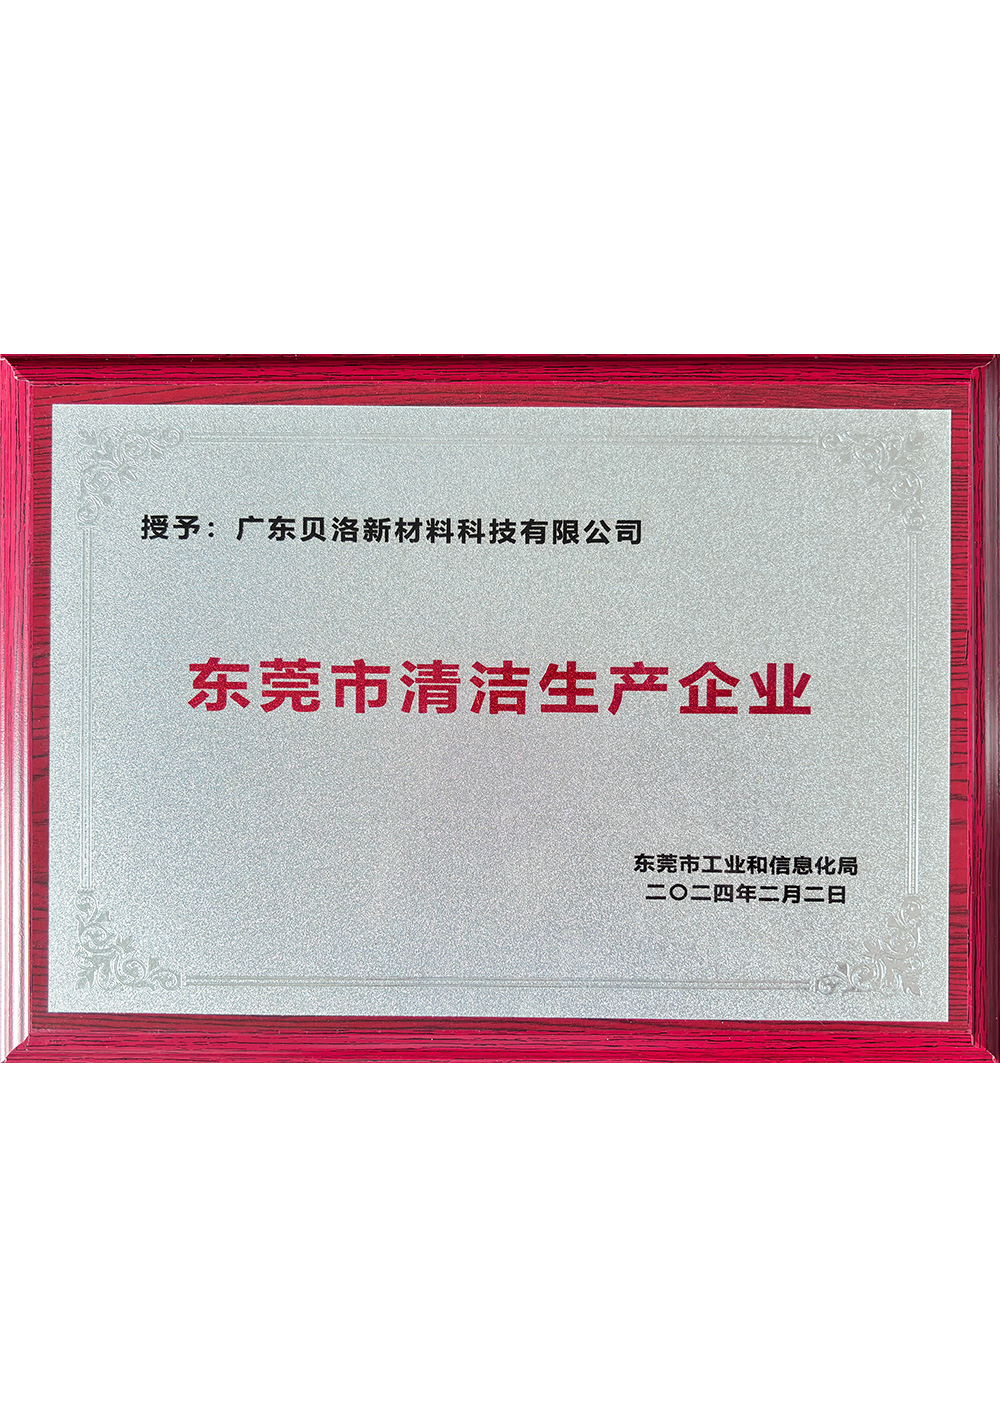 授予：广东贝洛新材料科技有限公司
东莞市清洁生产企业
东莞市工业和信息化局
二〇二四年二月二日